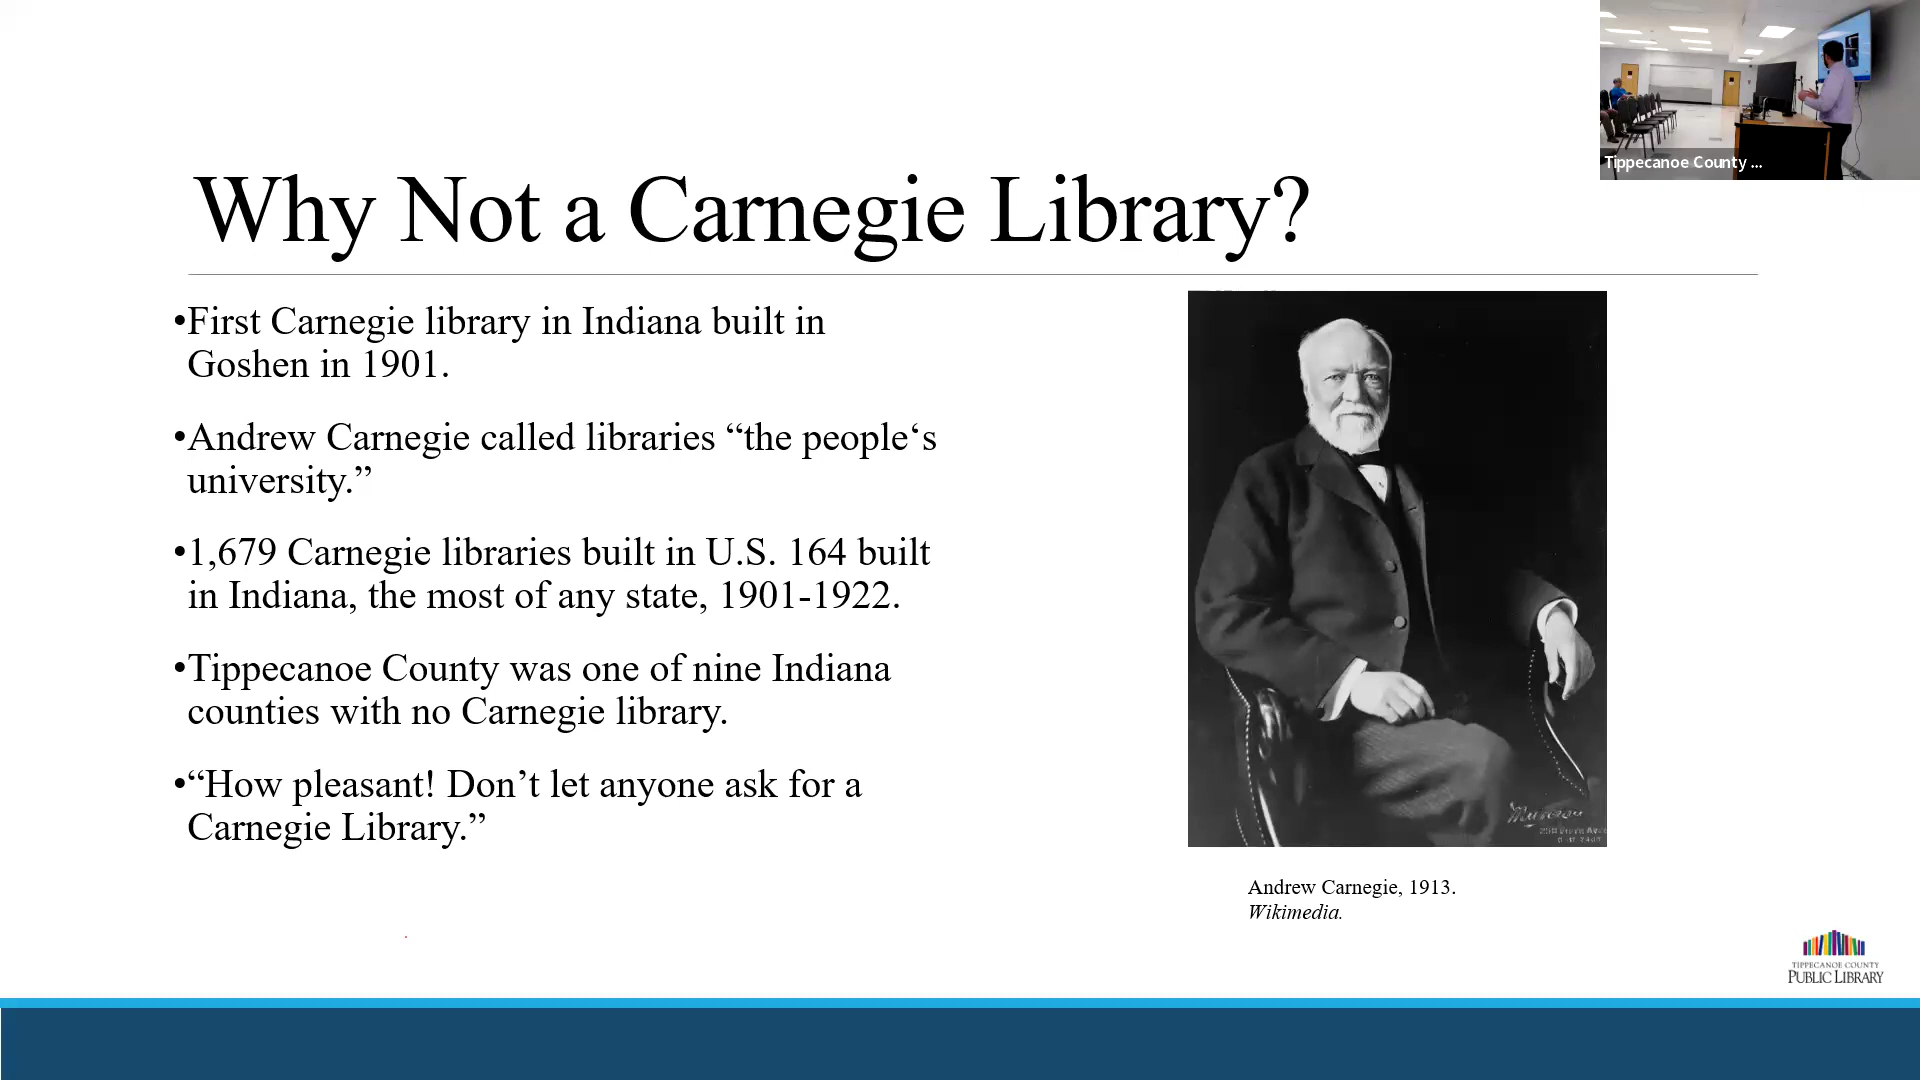 Tippecanoe County ...
Why Not a Carnegie Library?
•First Carnegie library in Indiana built in
Goshen in 1901.
•Andrew Carnegie called libraries “the people‘s
university.”
•1,679 Carnegie libraries built in U.S. 164 built
in Indiana, the most of any state, 1901-1922.
•Tippecanoe County was one of nine Indiana
counties with no Carnegie library.
•“How pleasant! Don’t let anyone ask for a
Carnegie Library.”
Andrew Carnegie, 1913.
Wikimedia.
TIPPECANOE COUNTY
PUBLIC LIBRARY